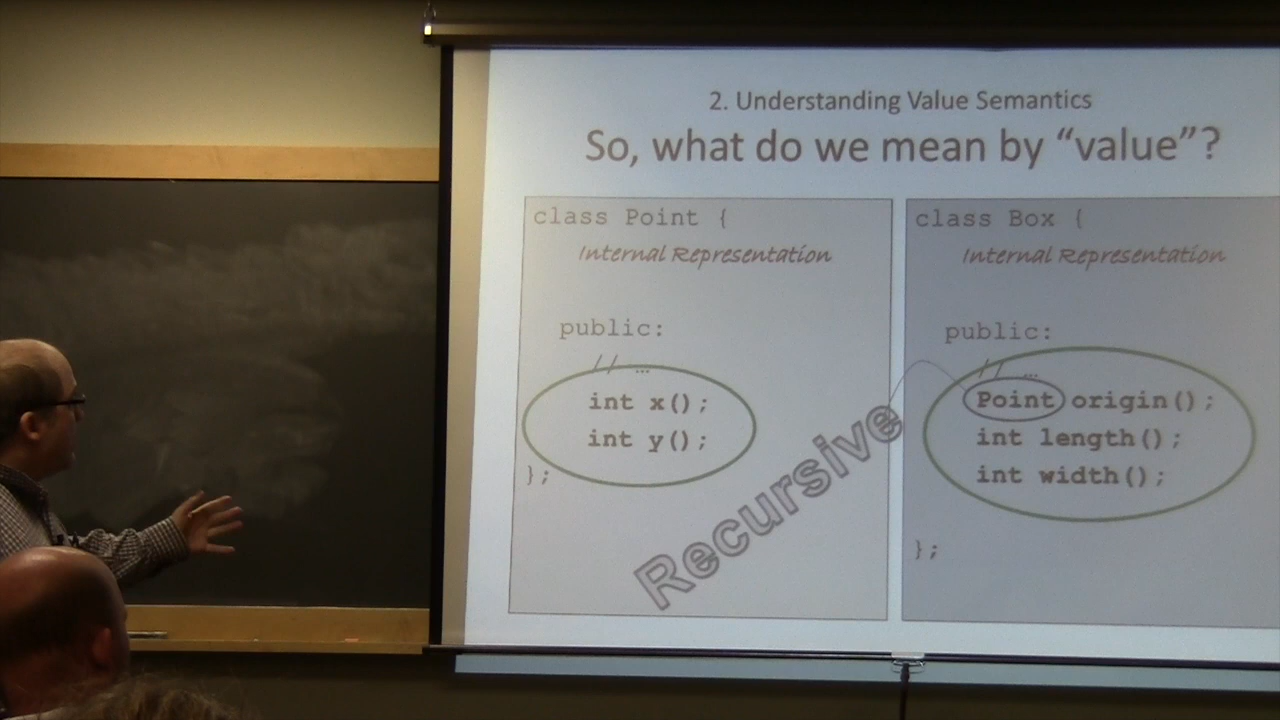 2. Understanding Value Semantics
So, what do we mean by “value”?
class Point {
Internal Representation
public:
// …
int x();
int y();
};
Recursive
class Box {
Internal Representation
public:
// …
Point origin();
int length();
int width();
};